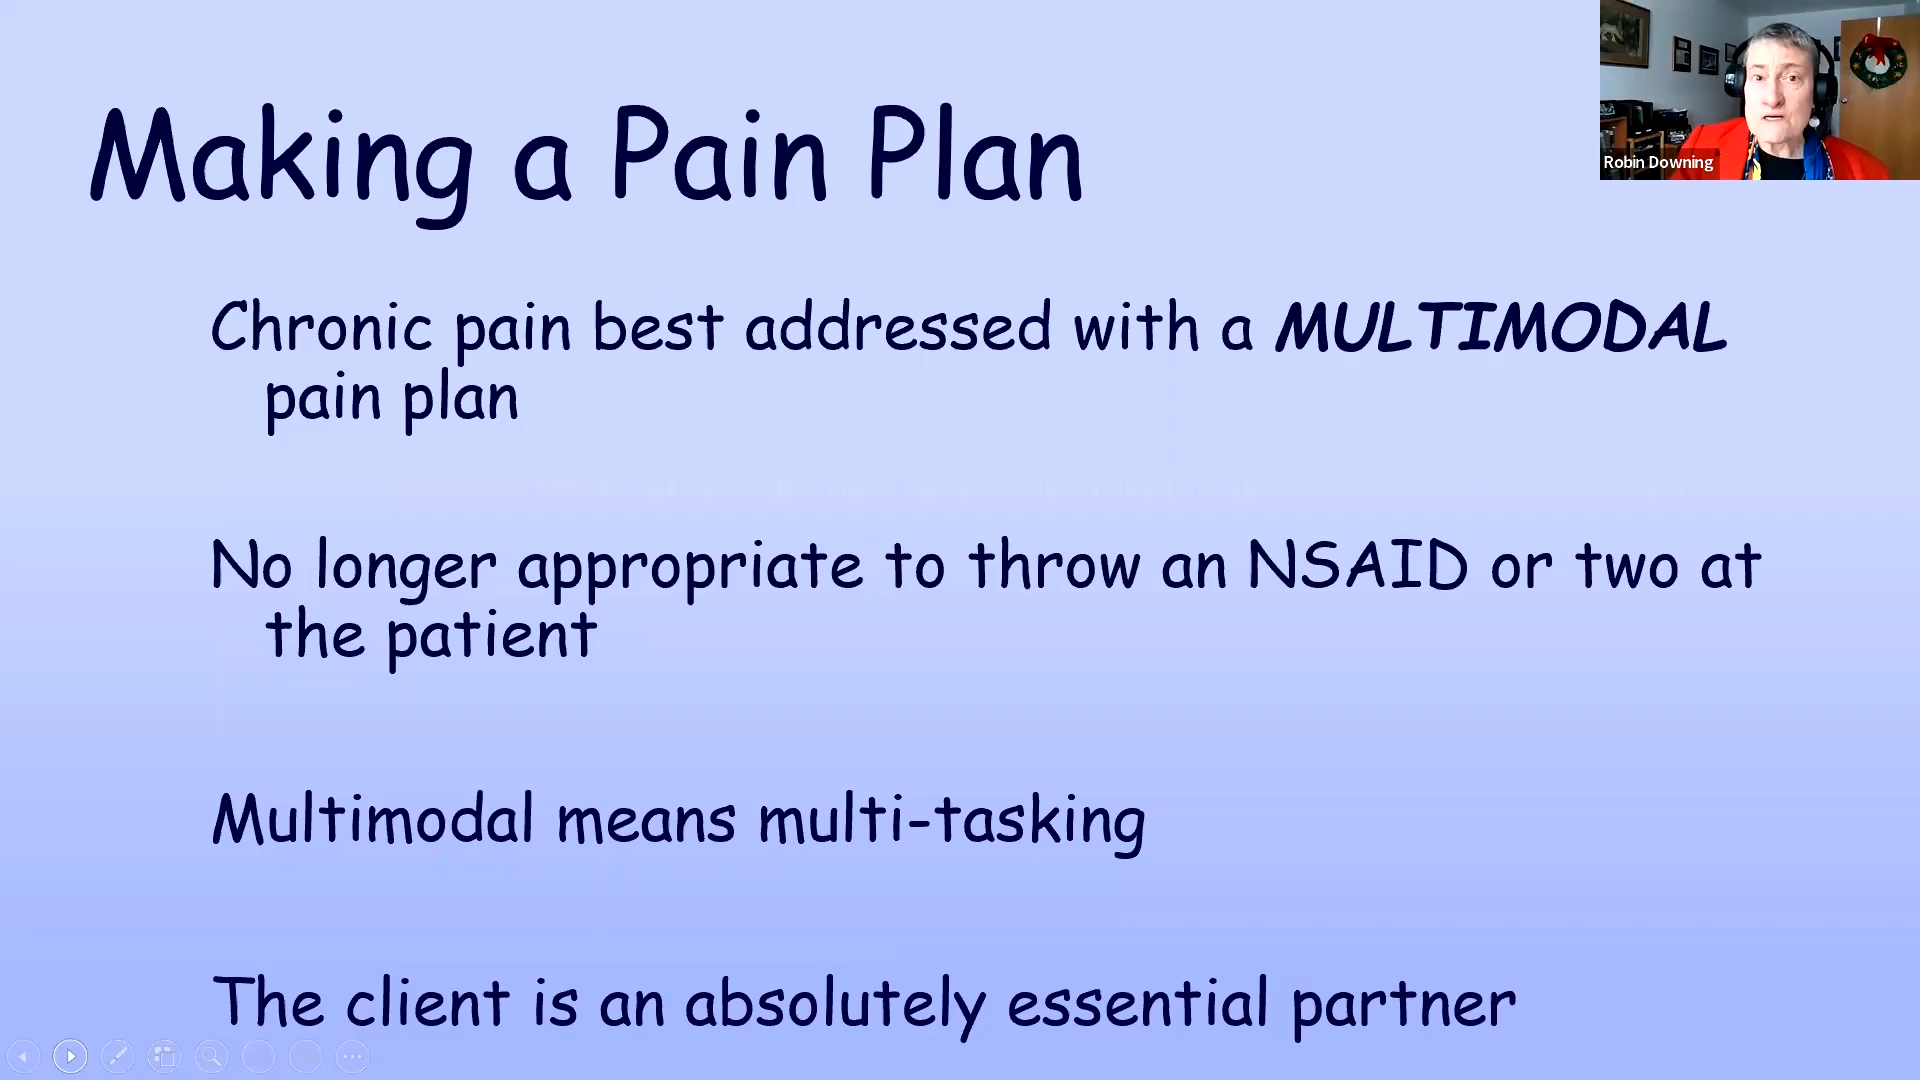 Making a Pain Plan
Robin Downing
Chronic pain best addressed with a MULTIMODAL
pain plan
No longer appropriate to throw an NSAID or two at
the patient
Multimodal means multi-tasking
The client is an absolutely essential partner